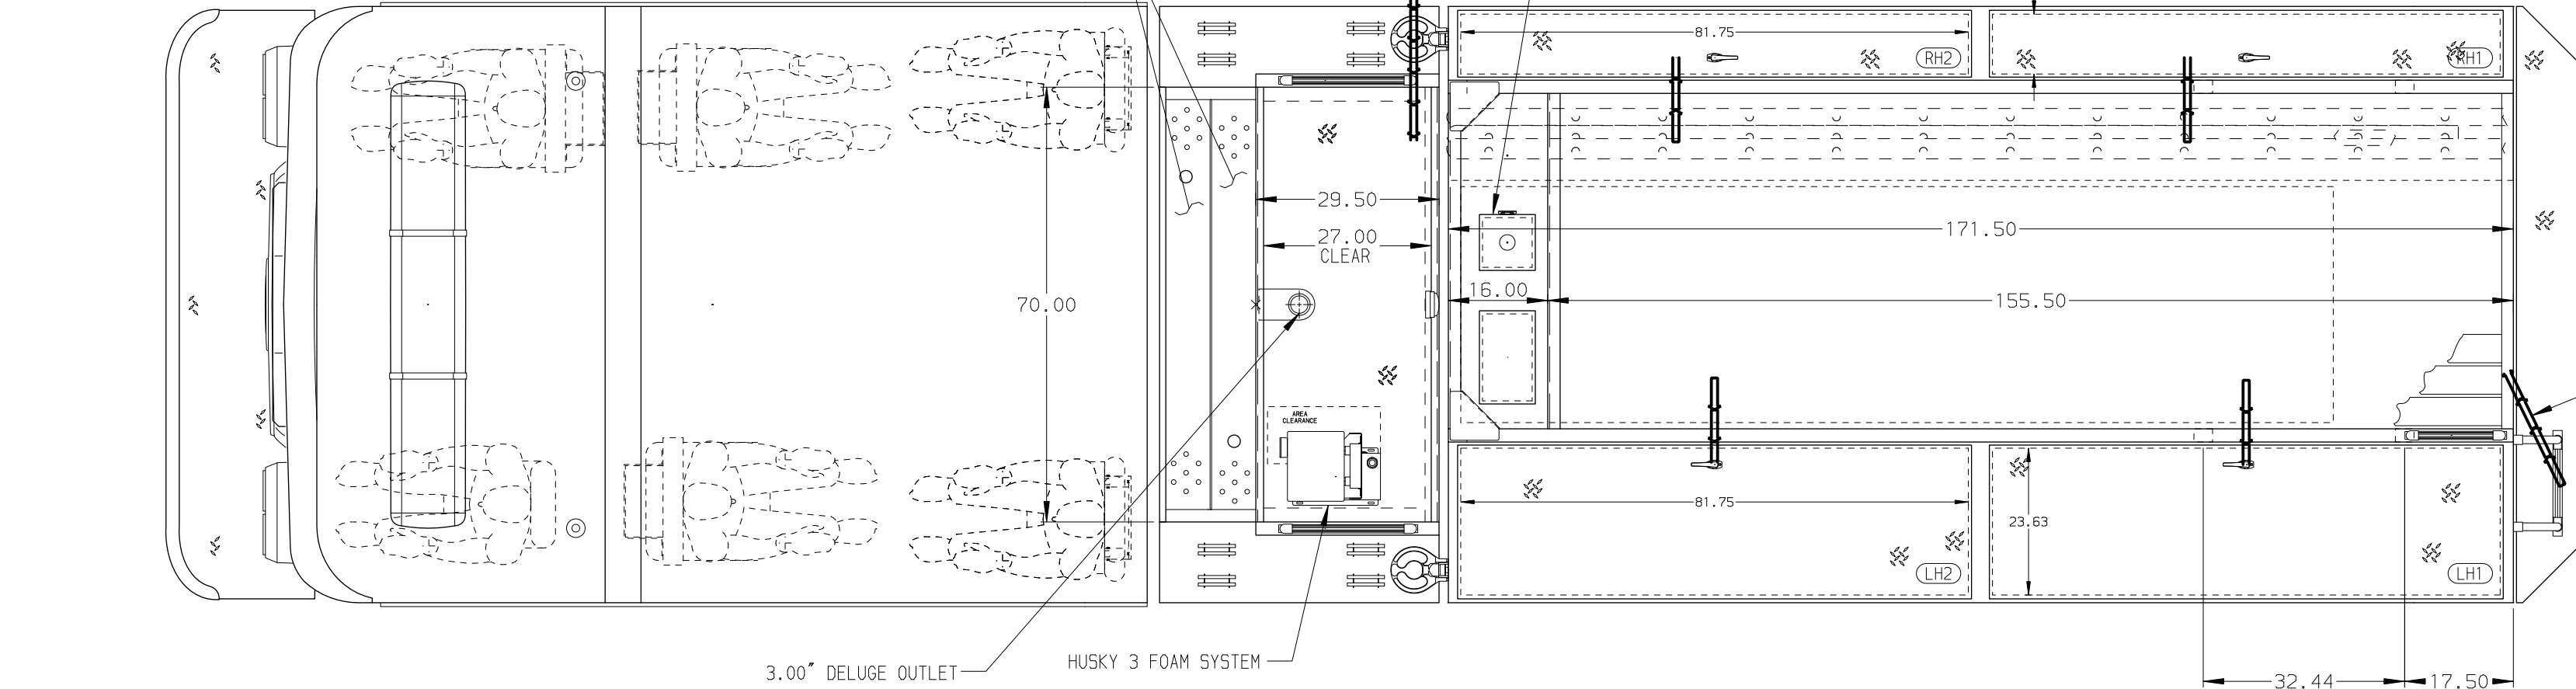 81.75
RH2
RH1
29.50
27.00
CLEAR
171.50
70.00
16.00
155.50
AREA
CLEARANCE
81.75
23.63
LH2
LH1
3.00" DELUGE OUTLET
HUSKY 3 FOAM SYSTEM
32.44
17.50